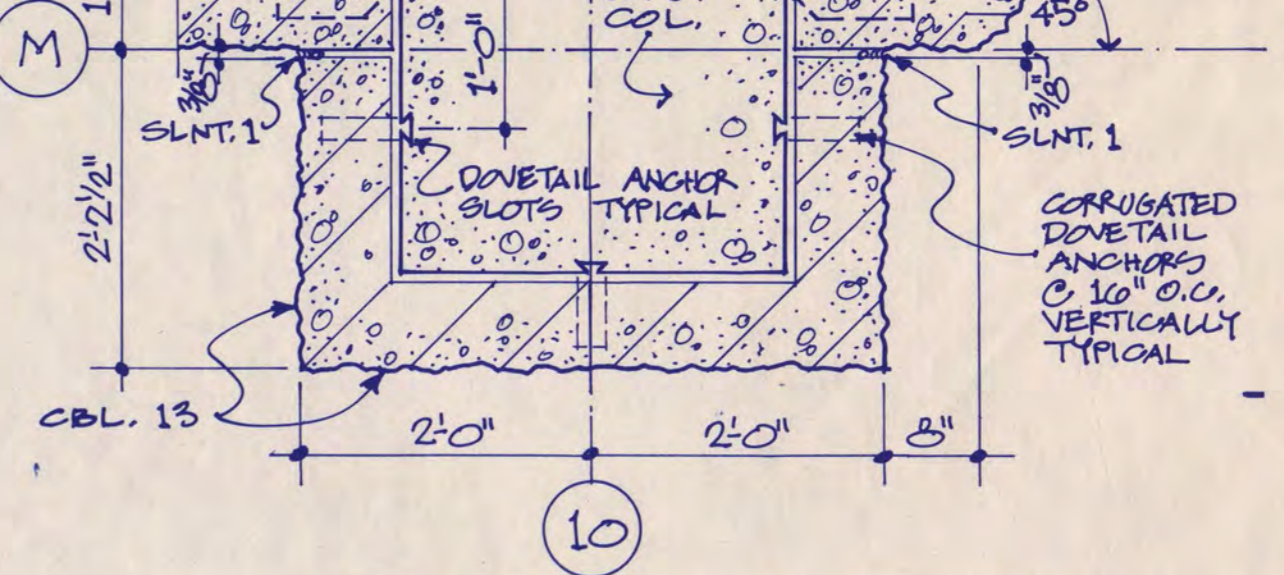 COL.
45°
M
1'-0"
3/8"
3/8"
SLNT. 1
SLNT. 1
2'-2 1/2"
DOVETAIL ANCHOR
SLOTS TYPICAL
CORRUGATED
DOVETAIL
ANCHORS
@ 16" O.C.
VERTICALLY
TYPICAL
CBL. 13
2'-0"
2'-0"
8"
10